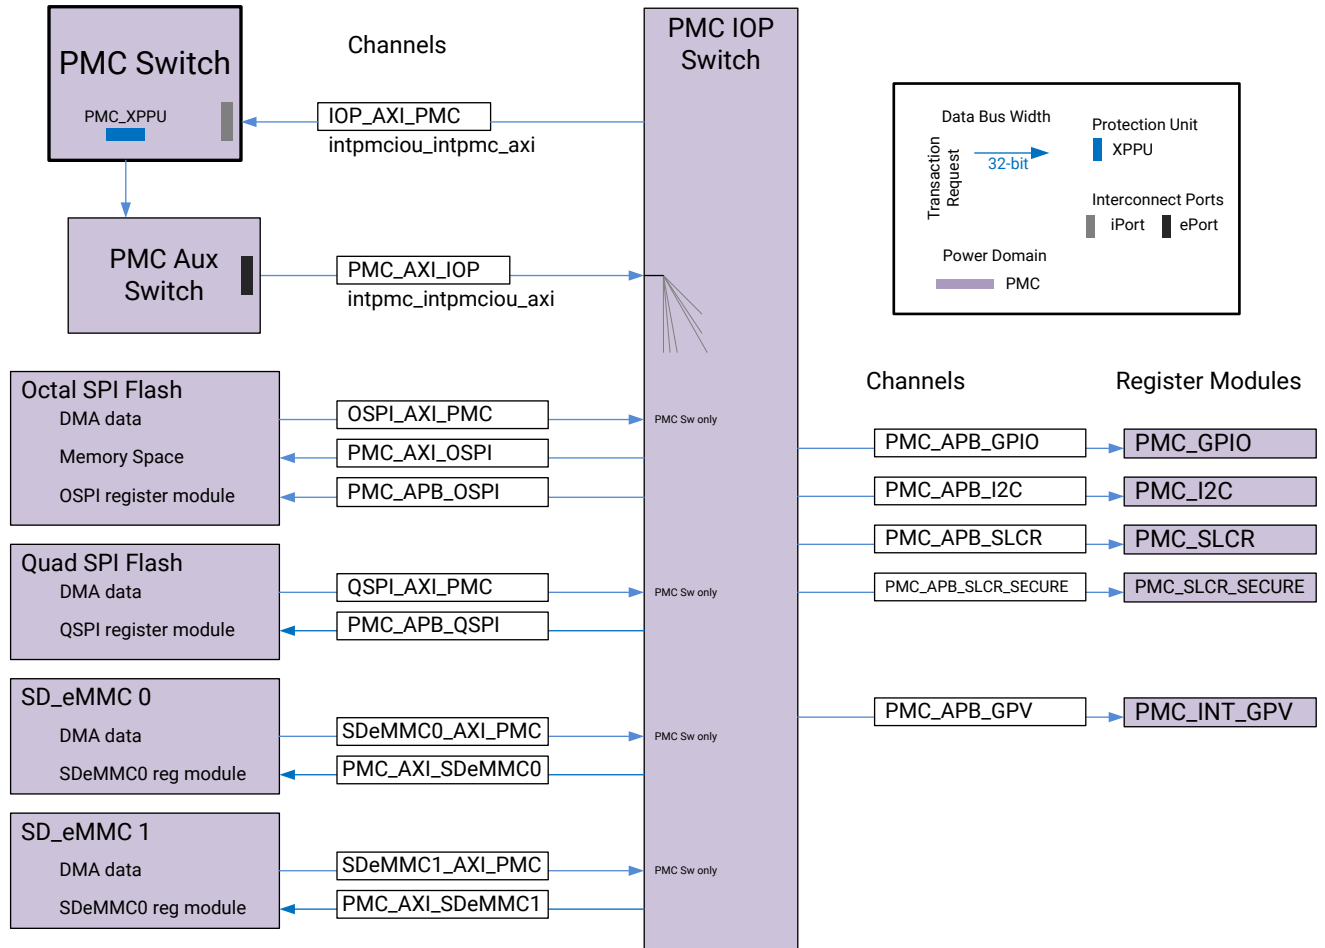 PMC Switch
PMC_XPPU
Channels
IOP_AXI_PMC
intpmciou_intpmc_axi
PMC IOP
Switch
Data Bus Width
Transaction
Request
32-bit
Protection Unit
XPPU
Interconnect Ports
iPort
ePort
Power Domain
PMC
PMC Aux
Switch
PMC_AXI_IOP
intpmc_intpmciou_axi
Octal SPI Flash
DMA data
OSPI_AXI_PMC
PMC Sw only
Memory Space
PMC_AXI_OSPI
OSPI register module
PMC_APB_OSPI
Quad SPI Flash
DMA data
QSPI_AXI_PMC
PMC Sw only
QSPI register module
PMC_APB_QSPI
SD_eMMC 0
DMA data
SDeMMC0_AXI_PMC
PMC Sw only
SDeMMC0 reg module
PMC_AXI_SDeMMC0
SD_eMMC 1
DMA data
SDeMMC1_AXI_PMC
PMC Sw only
SDeMMC0 reg module
PMC_AXI_SDeMMC1
Channels
Register Modules
PMC_APB_GPIO
PMC_GPIO
PMC_APB_I2C
PMC_I2C
PMC_APB_SLCR
PMC_SLCR
PMC_APB_SLCR_SECURE
PMC_SLCR_SECURE
PMC_APB_GPV
PMC_INT_GPV